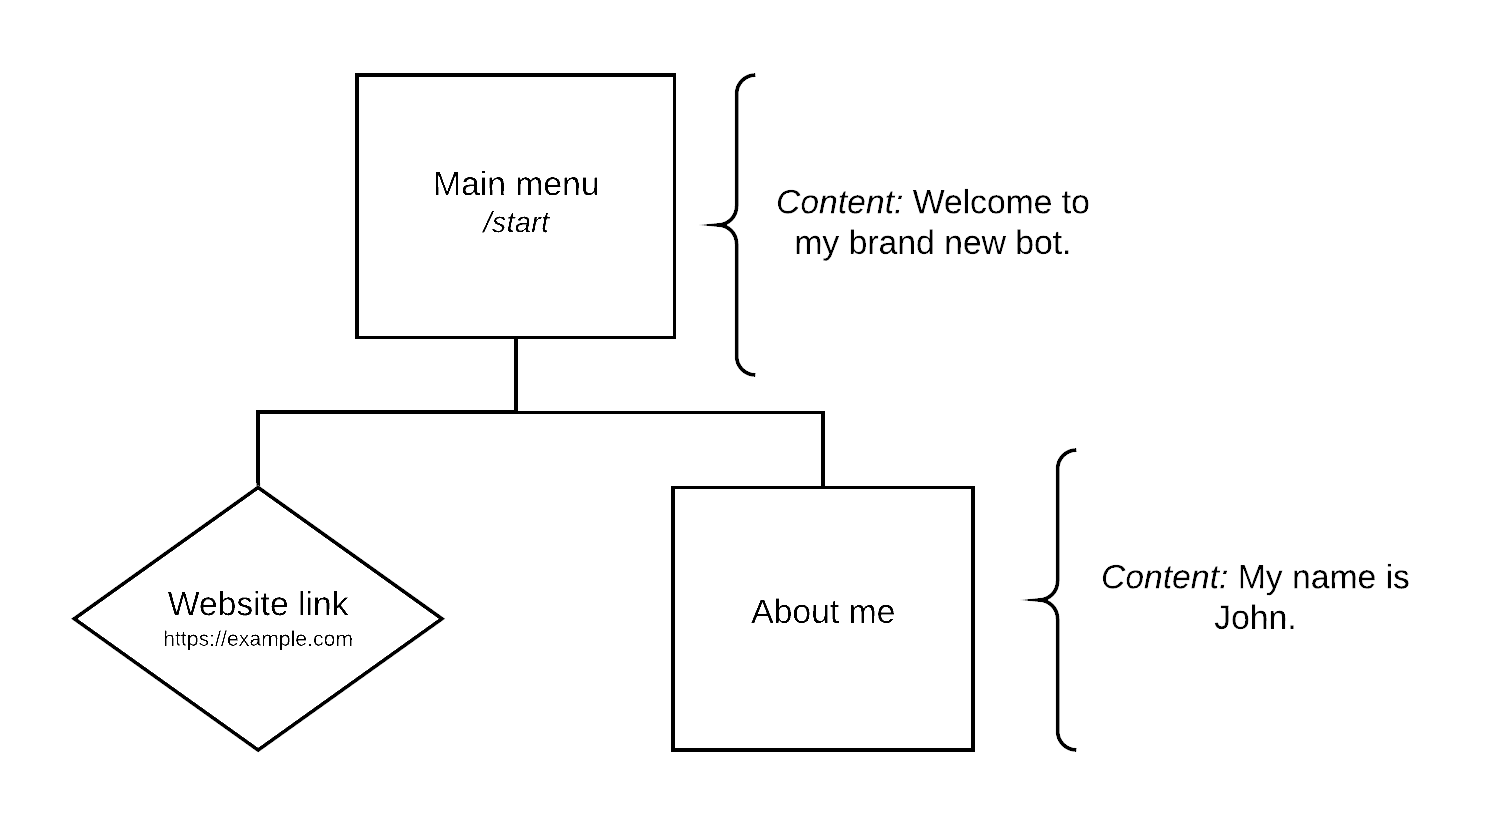 Main menu
/start
Content: Welcome to
my brand new bot.
Website link
https://example.com
About me
Content: My name is
John.